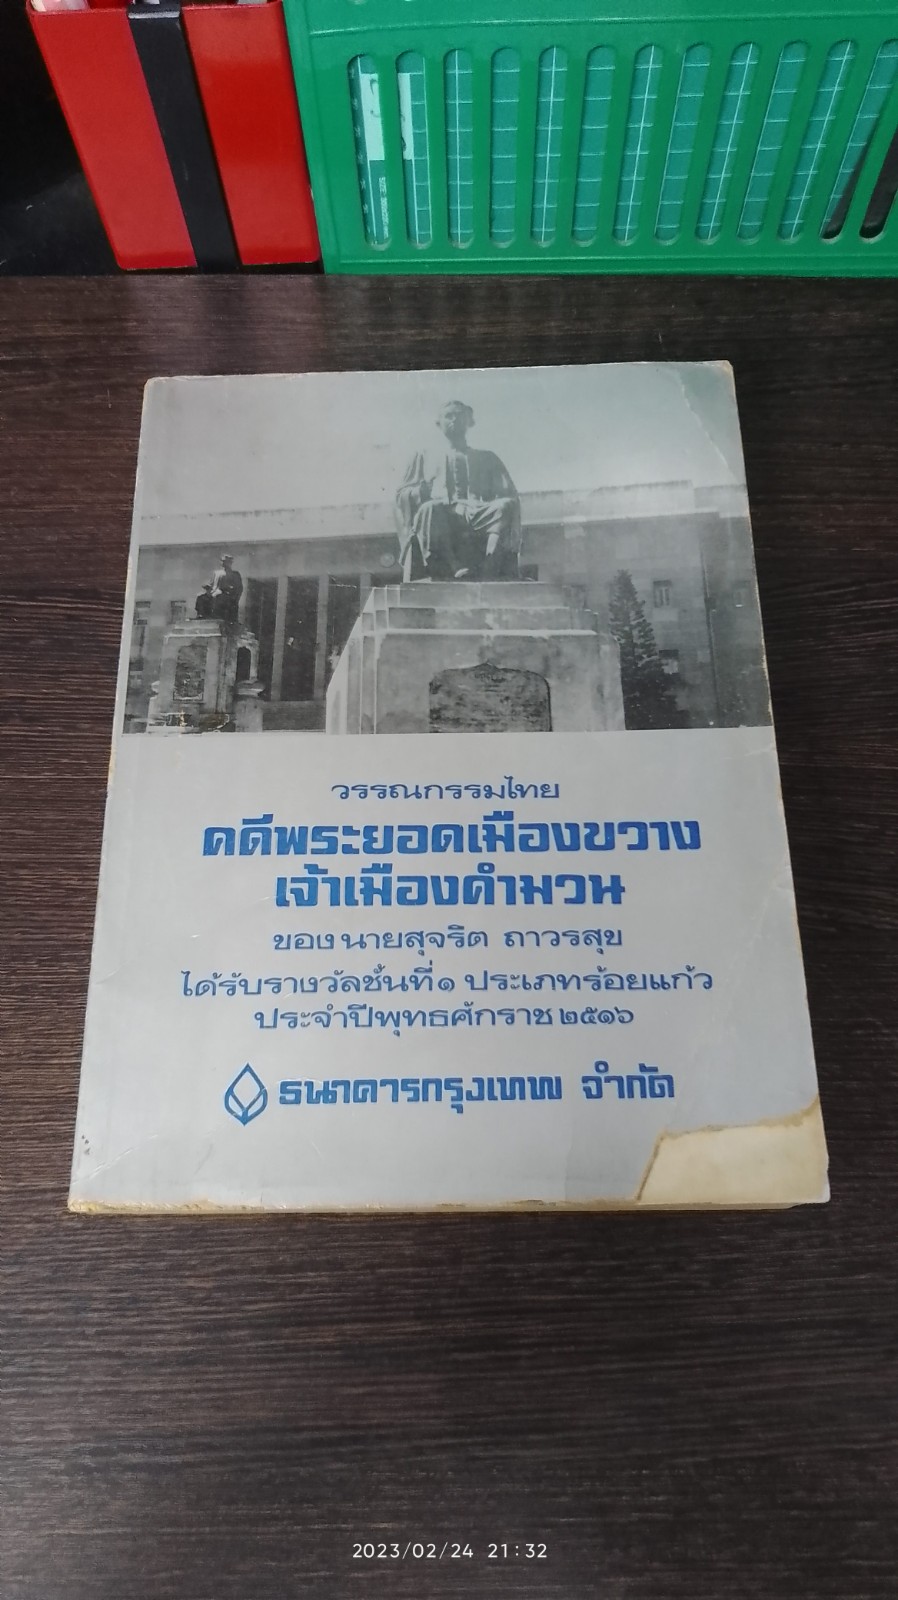 วรรณกรรมไทย
คดีพระยอดเมืองขวาง
เจ้าเมืองคำมวน
ของ นายสุจริต ถาวรสุข
ได้รับรางวัลชั้นที่ ๑ ประเภทร้อยแก้ว
ประจำปีพุทธศักราช ๒๕๑๖
ธนาคารกรุงเทพ จำกัด
2023/02/24 21:32